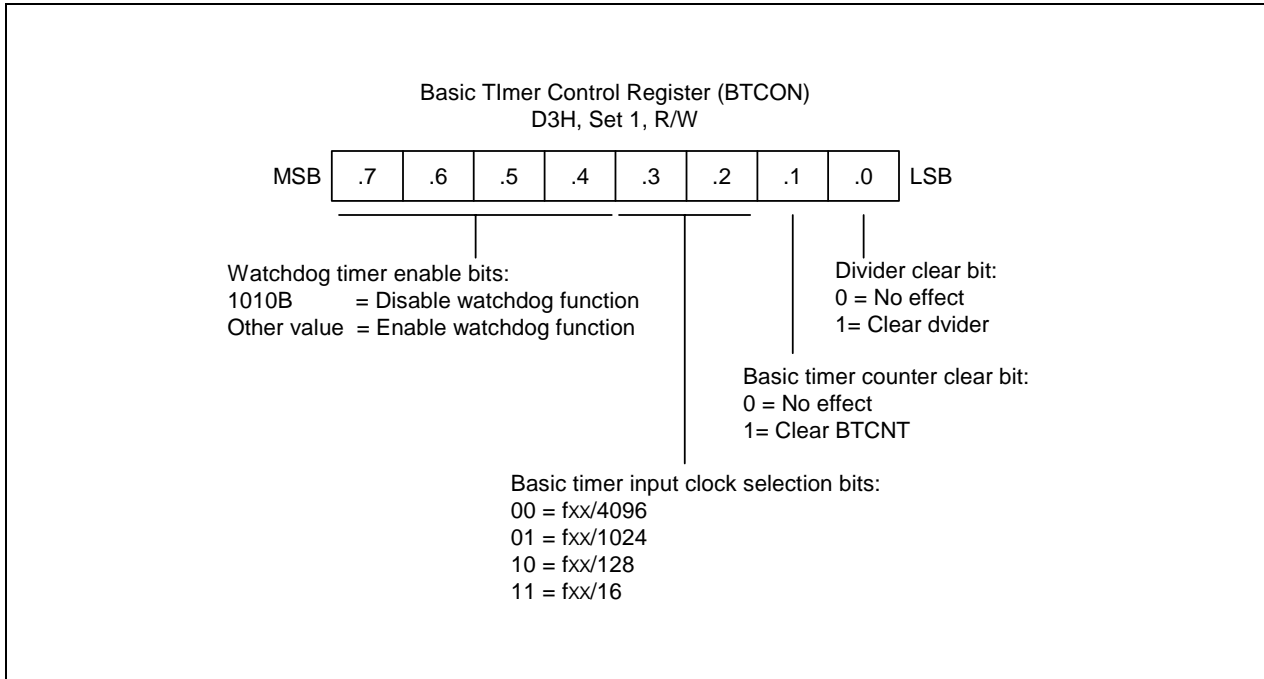 Basic TImer Control Register (BTCON)
D3H, Set 1, R/W
MSB .7 .6 .5 .4 .3 .2 .1 .0 LSB
Watchdog timer enable bits:
1010B = Disable watchdog function
Other value = Enable watchdog function
Divider clear bit:
0 = No effect
1= Clear dvider
Basic timer counter clear bit:
0 = No effect
1= Clear BTCNT
Basic timer input clock selection bits:
00 = fxx/4096
01 = fxx/1024
10 = fxx/128
11 = fxx/16